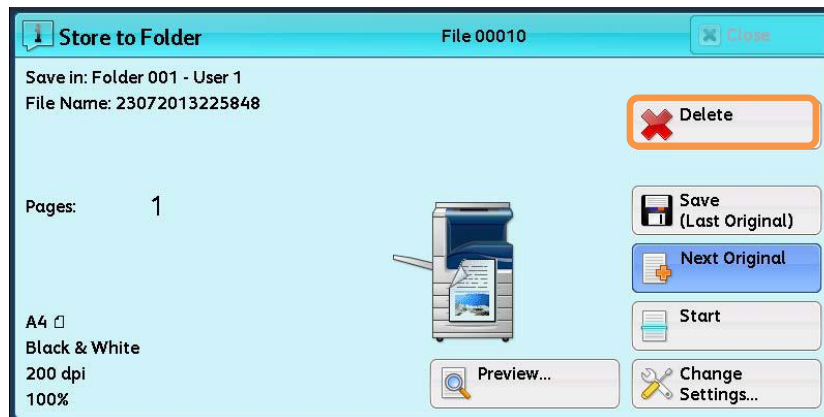 Store to Folder
File 00010
Close
Save in: Folder 001 - User 1
File Name: 23072013225848
Delete
Pages: 1
Save
(Last Original)
Next Original
Start
A4
Black & White
200 dpi
100%
Preview...
Change
Settings...